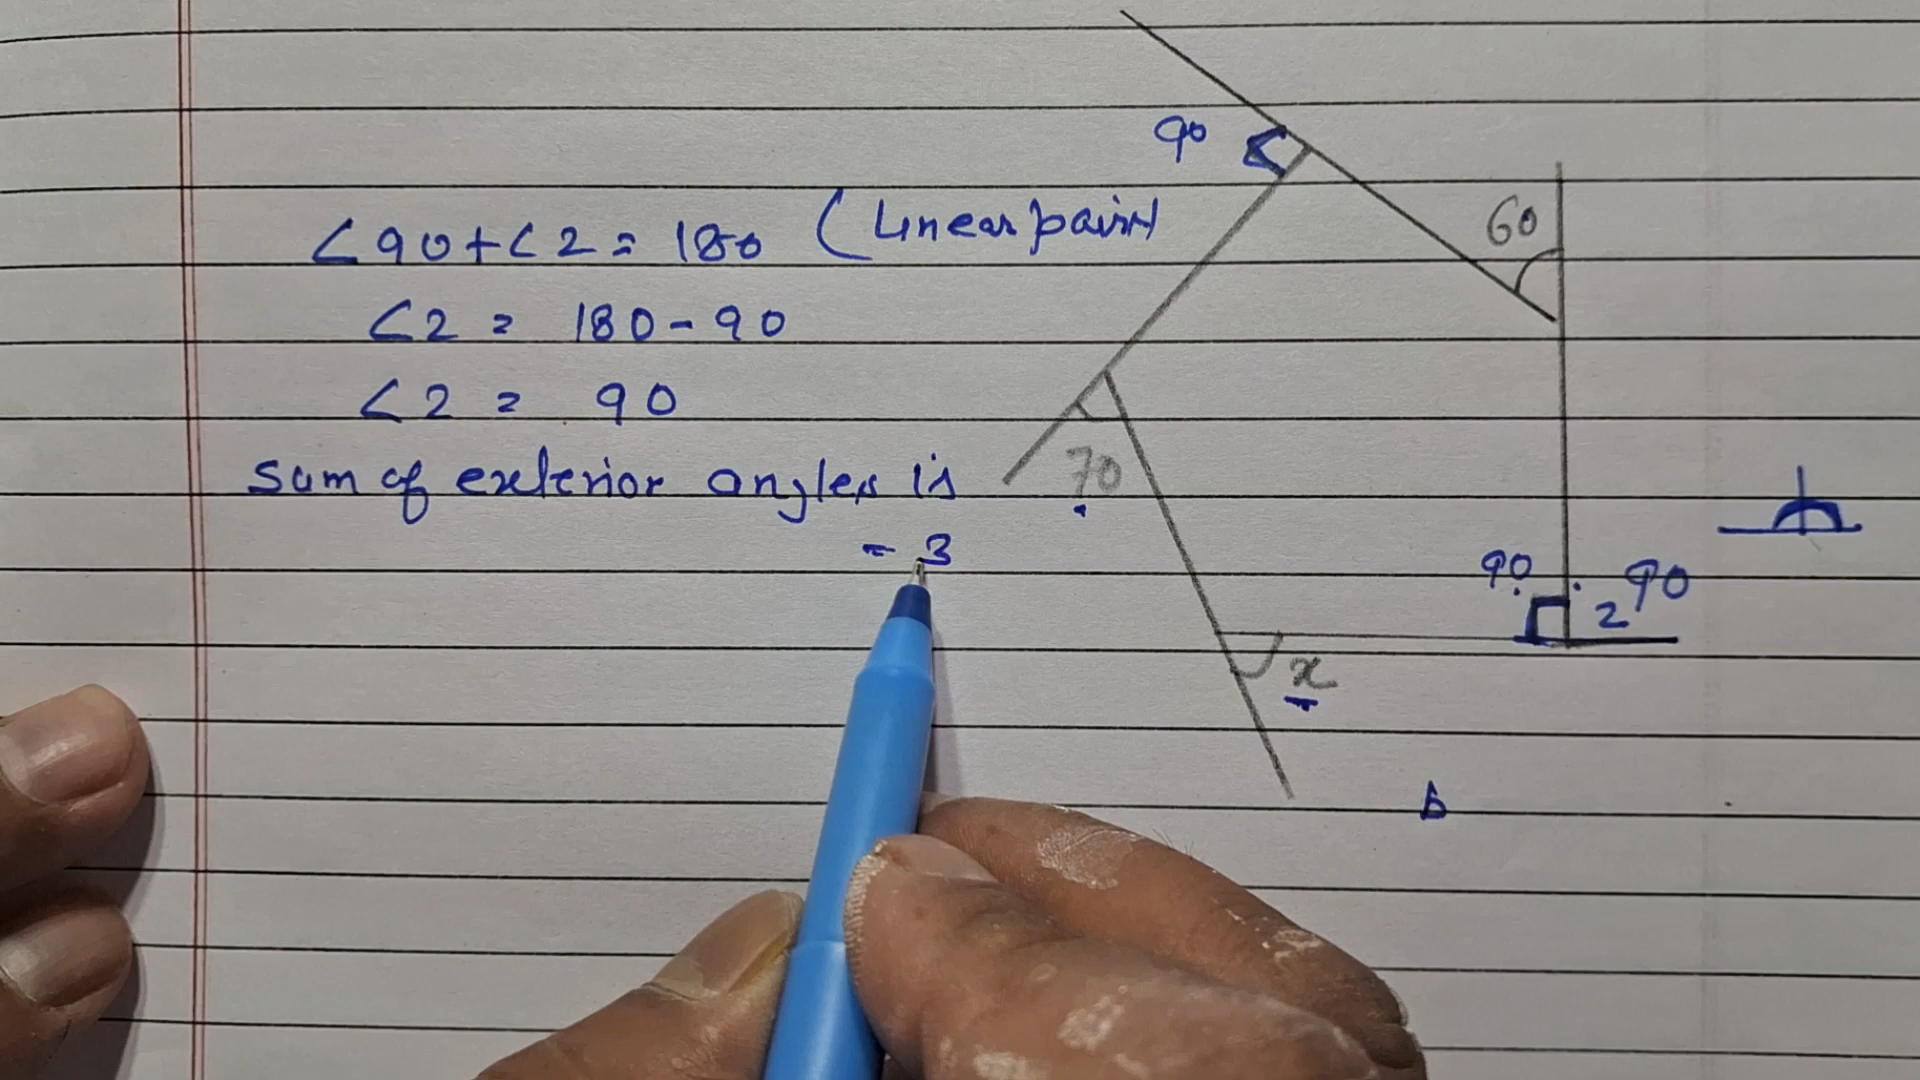 ∠90+∠2= 180 (Linear pair)
∠2 = 180-90
∠2 = 90
Sum of exterior angles is
= 3
90
60
70
x
90
2
90